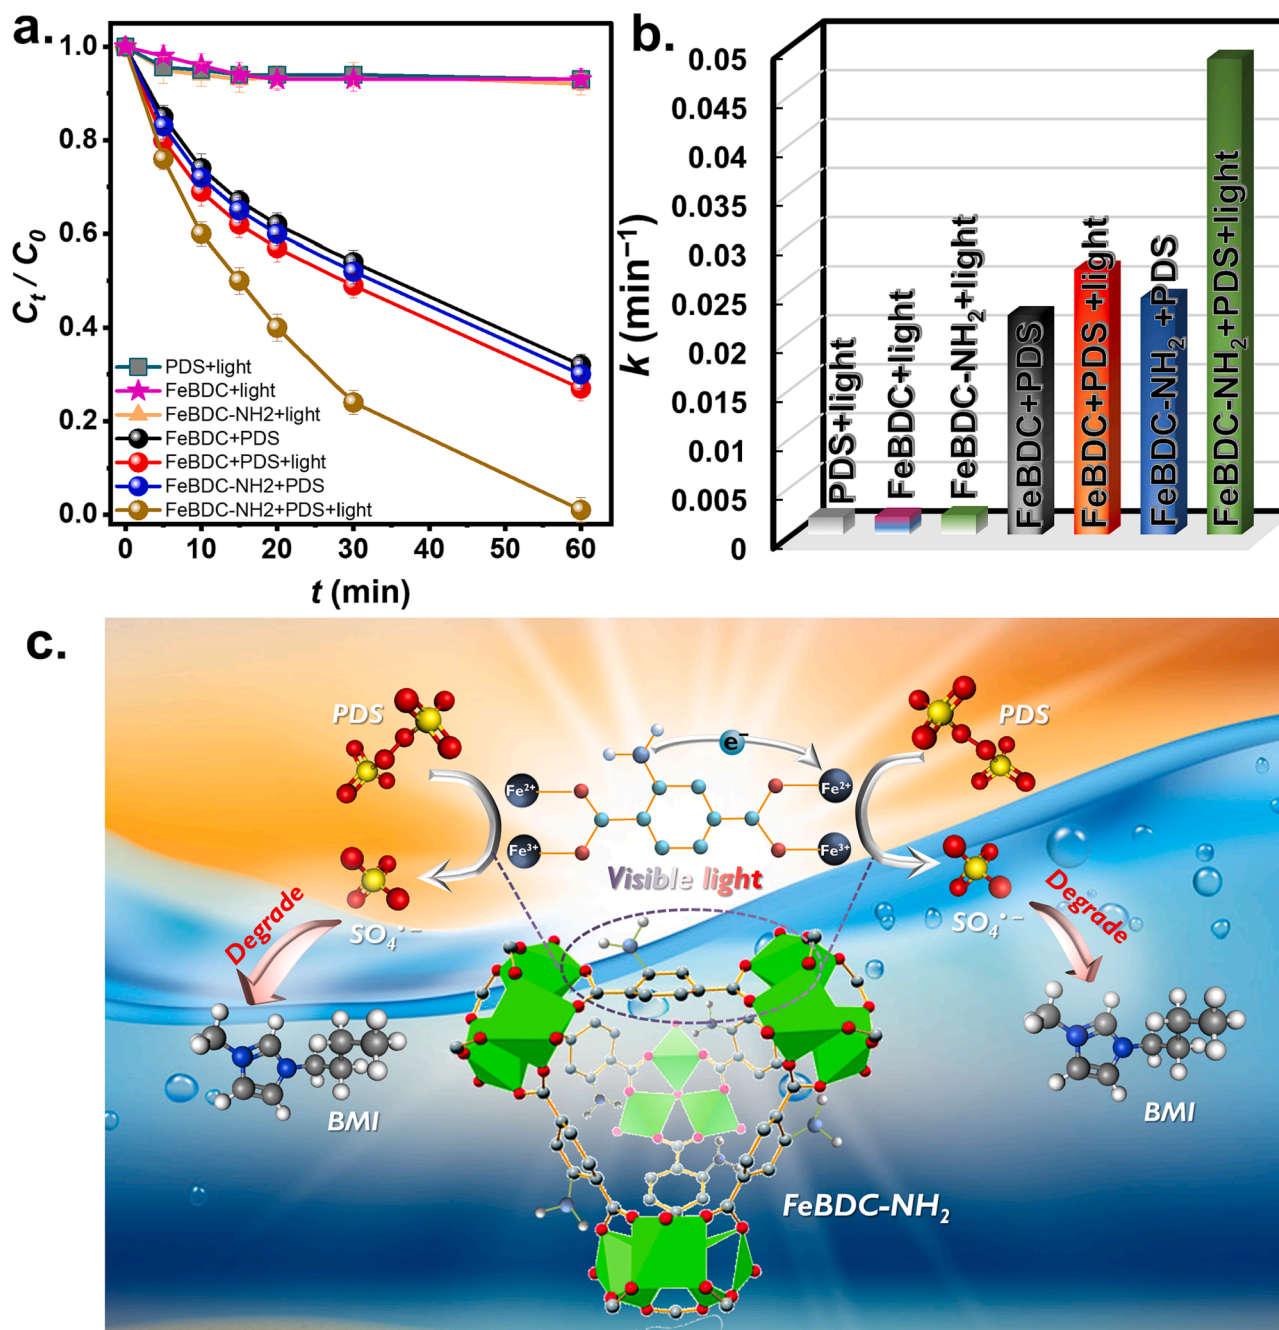 a.
1.0
0.8
0.6
0.4
0.2
0.0
Cₜ / C₀
PDS+light
FeBDC+light
FeBDC-NH2+light
FeBDC+PDS
FeBDC+PDS+light
FeBDC-NH2+PDS
FeBDC-NH2+PDS+light
0 10 20 30 40 50 60
t (min)
b.
0.05
0.045
0.04
0.035
0.03
0.025
0.02
0.015
0.01
0.005
0
k (min⁻¹)
PDS+light
FeBDC+light
FeBDC-NH₂+light
FeBDC+PDS
FeBDC+PDS +light
FeBDC-NH₂ +PDS
FeBDC-NH₂+PDS+light
c.
PDS
e⁻
PDS
Fe²⁺
Fe²⁺
Fe³⁺
Fe³⁺
Visible light
Degrade
SO₄•−
SO₄•−
Degrade
BMI
BMI
FeBDC-NH₂